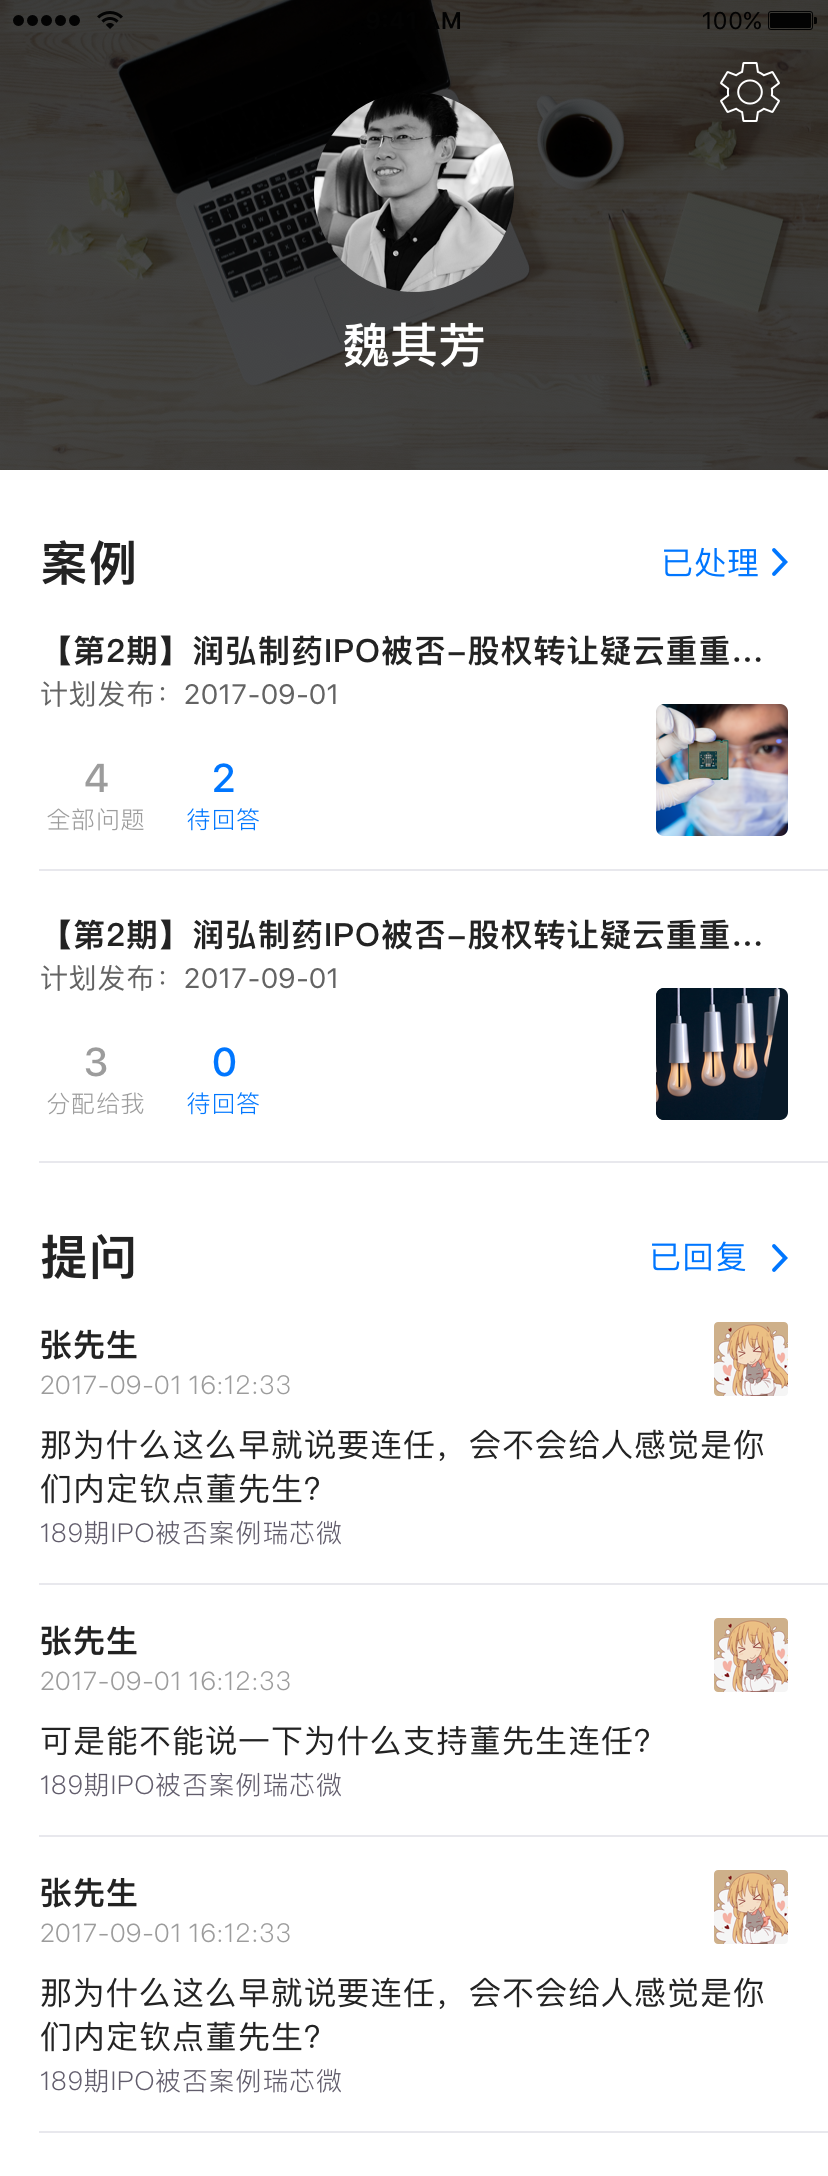 100%
魏其芳
案例
已处理
【第2期】润弘制药IPO被否–股权转让疑云重重...
计划发布：2017-09-01
4
2
全部问题
待回答
【第2期】润弘制药IPO被否–股权转让疑云重重...
计划发布：2017-09-01
3
0
分配给我
待回答
提问
已回复
张先生
2017-09-01 16:12:33
那为什么这么早就说要连任，会不会给人感觉是你
们内定钦点董先生？
189期IPO被否案例瑞芯微
张先生
2017-09-01 16:12:33
可是能不能说一下为什么支持董先生连任？
189期IPO被否案例瑞芯微
张先生
2017-09-01 16:12:33
那为什么这么早就说要连任，会不会给人感觉是你
们内定钦点董先生？
189期IPO被否案例瑞芯微